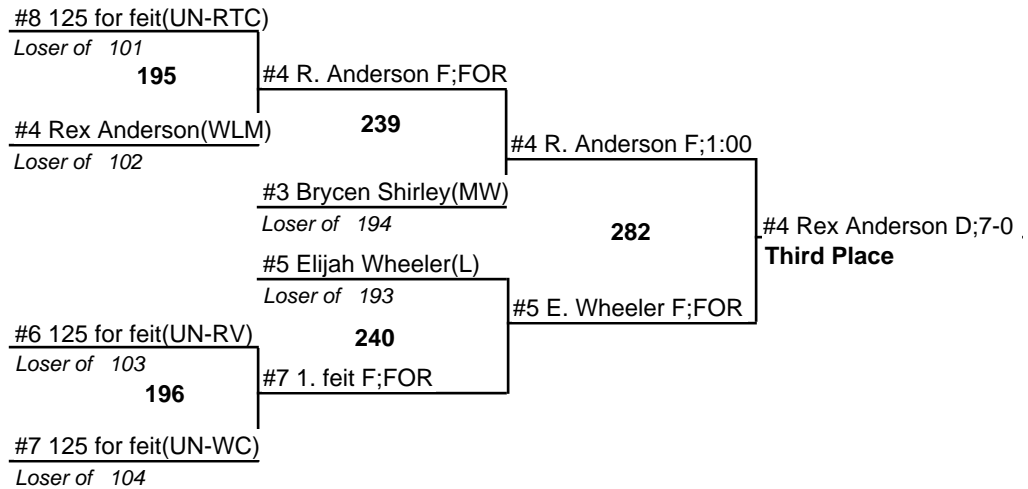 #8 125 for feit(UN-RTC)
Loser of 101
195
#4 R. Anderson F;FOR
#4 Rex Anderson(WLM)
Loser of 102
239
#4 R. Anderson F;1:00
#3 Brycen Shirley(MW)
Loser of 194
282
#4 Rex Anderson D;7-0
Third Place
#5 Elijah Wheeler(L)
Loser of 193
#5 E. Wheeler F;FOR
#6 125 for feit(UN-RV)
Loser of 103
240
196
#7 1. feit F;FOR
#7 125 for feit(UN-WC)
Loser of 104